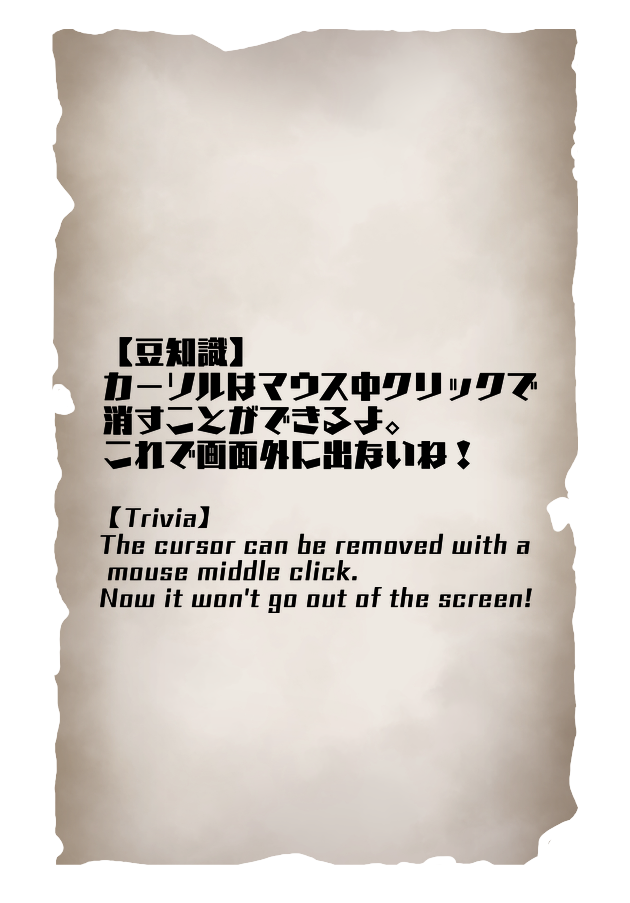 【豆知識】
カーソルはマウス中クリックで
消すことができるよ。
これで画面外に出ないね！
【Trivia】
The cursor can be removed with a
mouse middle click.
Now it won't go out of the screen!